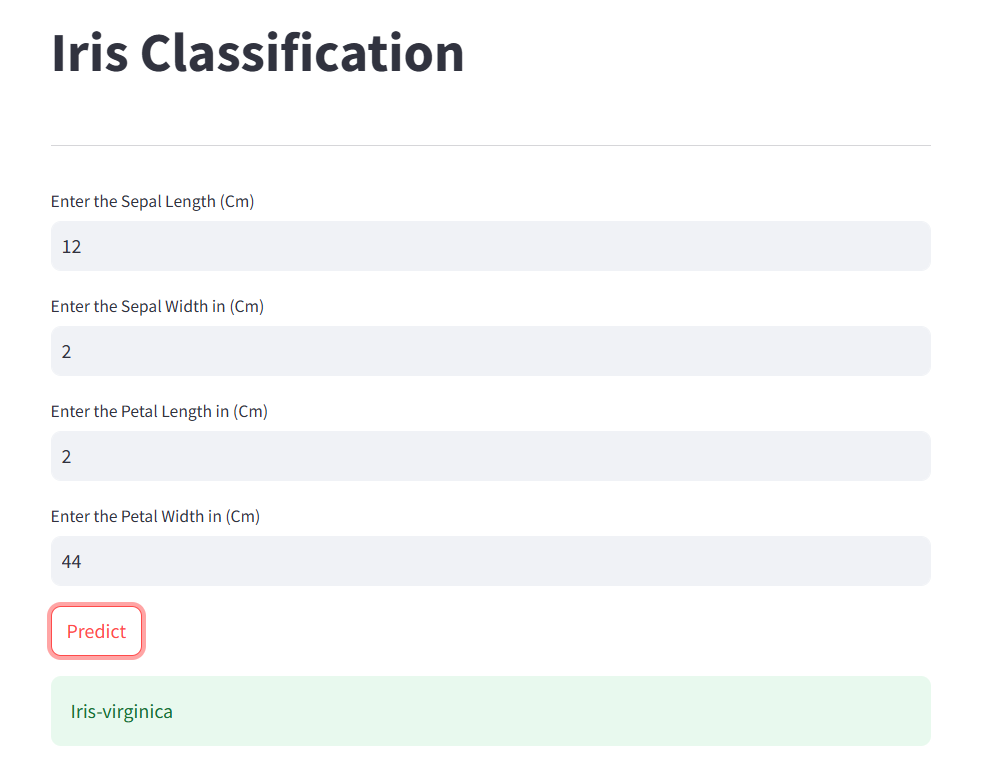 Iris Classification
Enter the Sepal Length (Cm)
12
Enter the Sepal Width in (Cm)
2
Enter the Petal Length in (Cm)
2
Enter the Petal Width in (Cm)
44
Predict
Iris-virginica